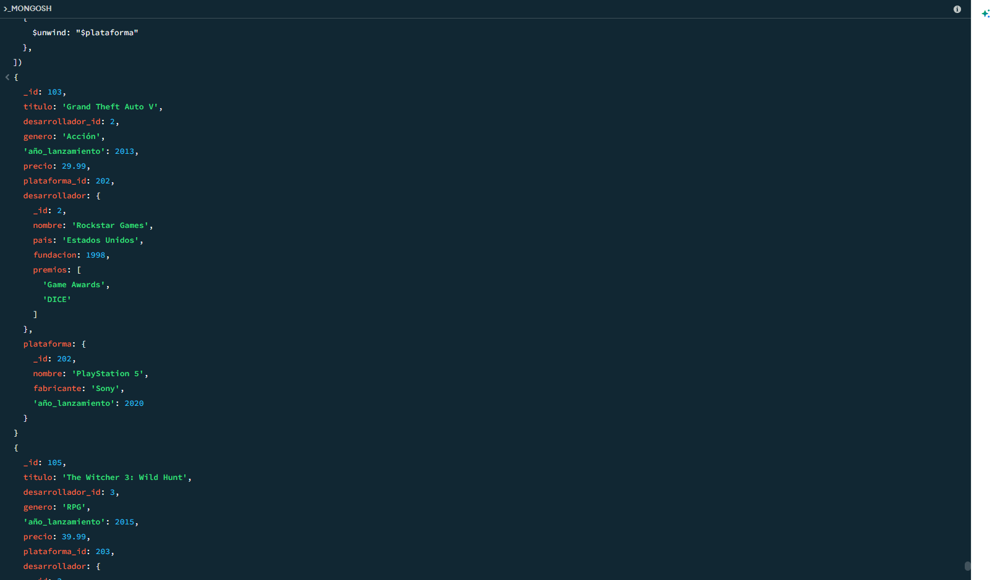 >_MONGOSH
{
$unwind: "$plataforma"
},
])
{
_id: 103,
titulo: 'Grand Theft Auto V',
desarrollador_id: 2,
genero: 'Acción',
'año_lanzamiento': 2013,
precio: 29.99,
plataforma_id: 202,
desarrollador: {
_id: 2,
nombre: 'Rockstar Games',
pais: 'Estados Unidos',
fundacion: 1998,
premios: [
'Game Awards',
'DICE'
]
},
plataforma: {
_id: 202,
nombre: 'PlayStation 5',
fabricante: 'Sony',
'año_lanzamiento': 2020
}
}
{
_id: 105,
titulo: 'The Witcher 3: Wild Hunt',
desarrollador_id: 3,
genero: 'RPG',
'año_lanzamiento': 2015,
precio: 39.99,
plataforma_id: 203,
desarrollador: {